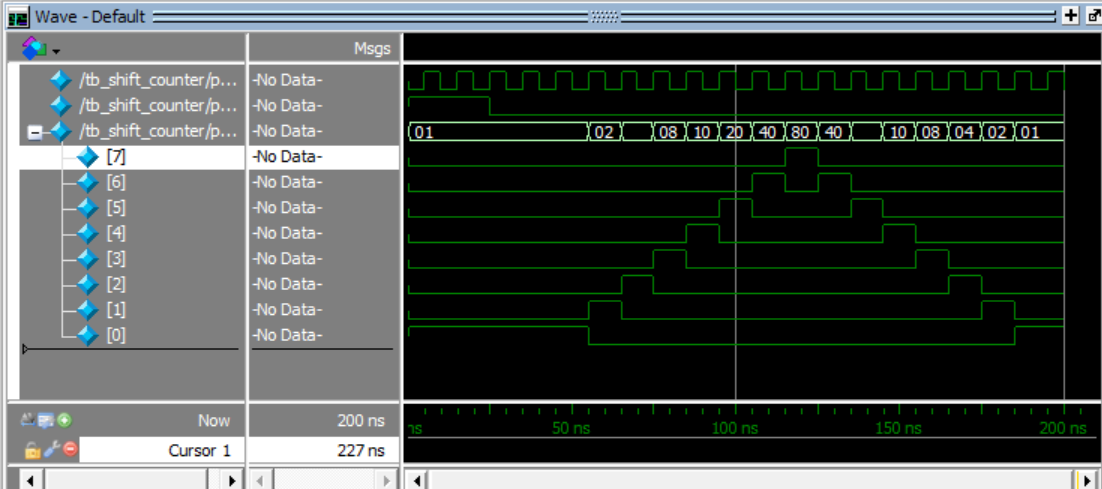 Wave - Default
Msgs
/tb_shift_counter/p... -No Data-
/tb_shift_counter/p... -No Data-
/tb_shift_counter/p... -No Data- 01 02 08 10 20 40 80 40 10 08 04 02 01
[7] -No Data-
[6] -No Data-
[5] -No Data-
[4] -No Data-
[3] -No Data-
[2] -No Data-
[1] -No Data-
[0] -No Data-
Now 200 ns ns 50 ns 100 ns 150 ns 200 ns
Cursor 1 227 ns